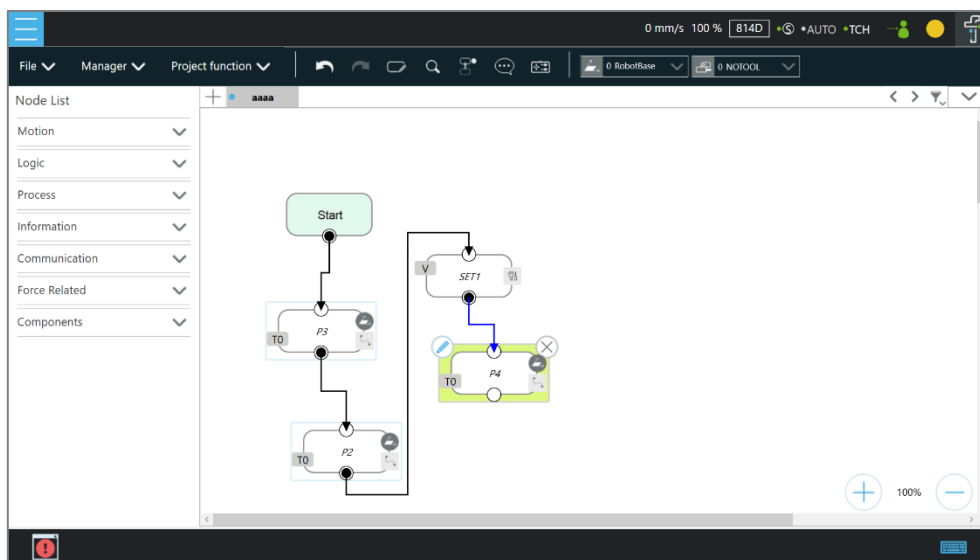 0 mm/s 100 % 814D S AUTO TCH
File Manager Project function 0 RobotBase 0 NOTOOL
Node List
aaaa
Motion
Logic
Process
Information
Communication
Force Related
Components
Start
V
SET1
P3
T0
P4
T0
P2
T0
100%